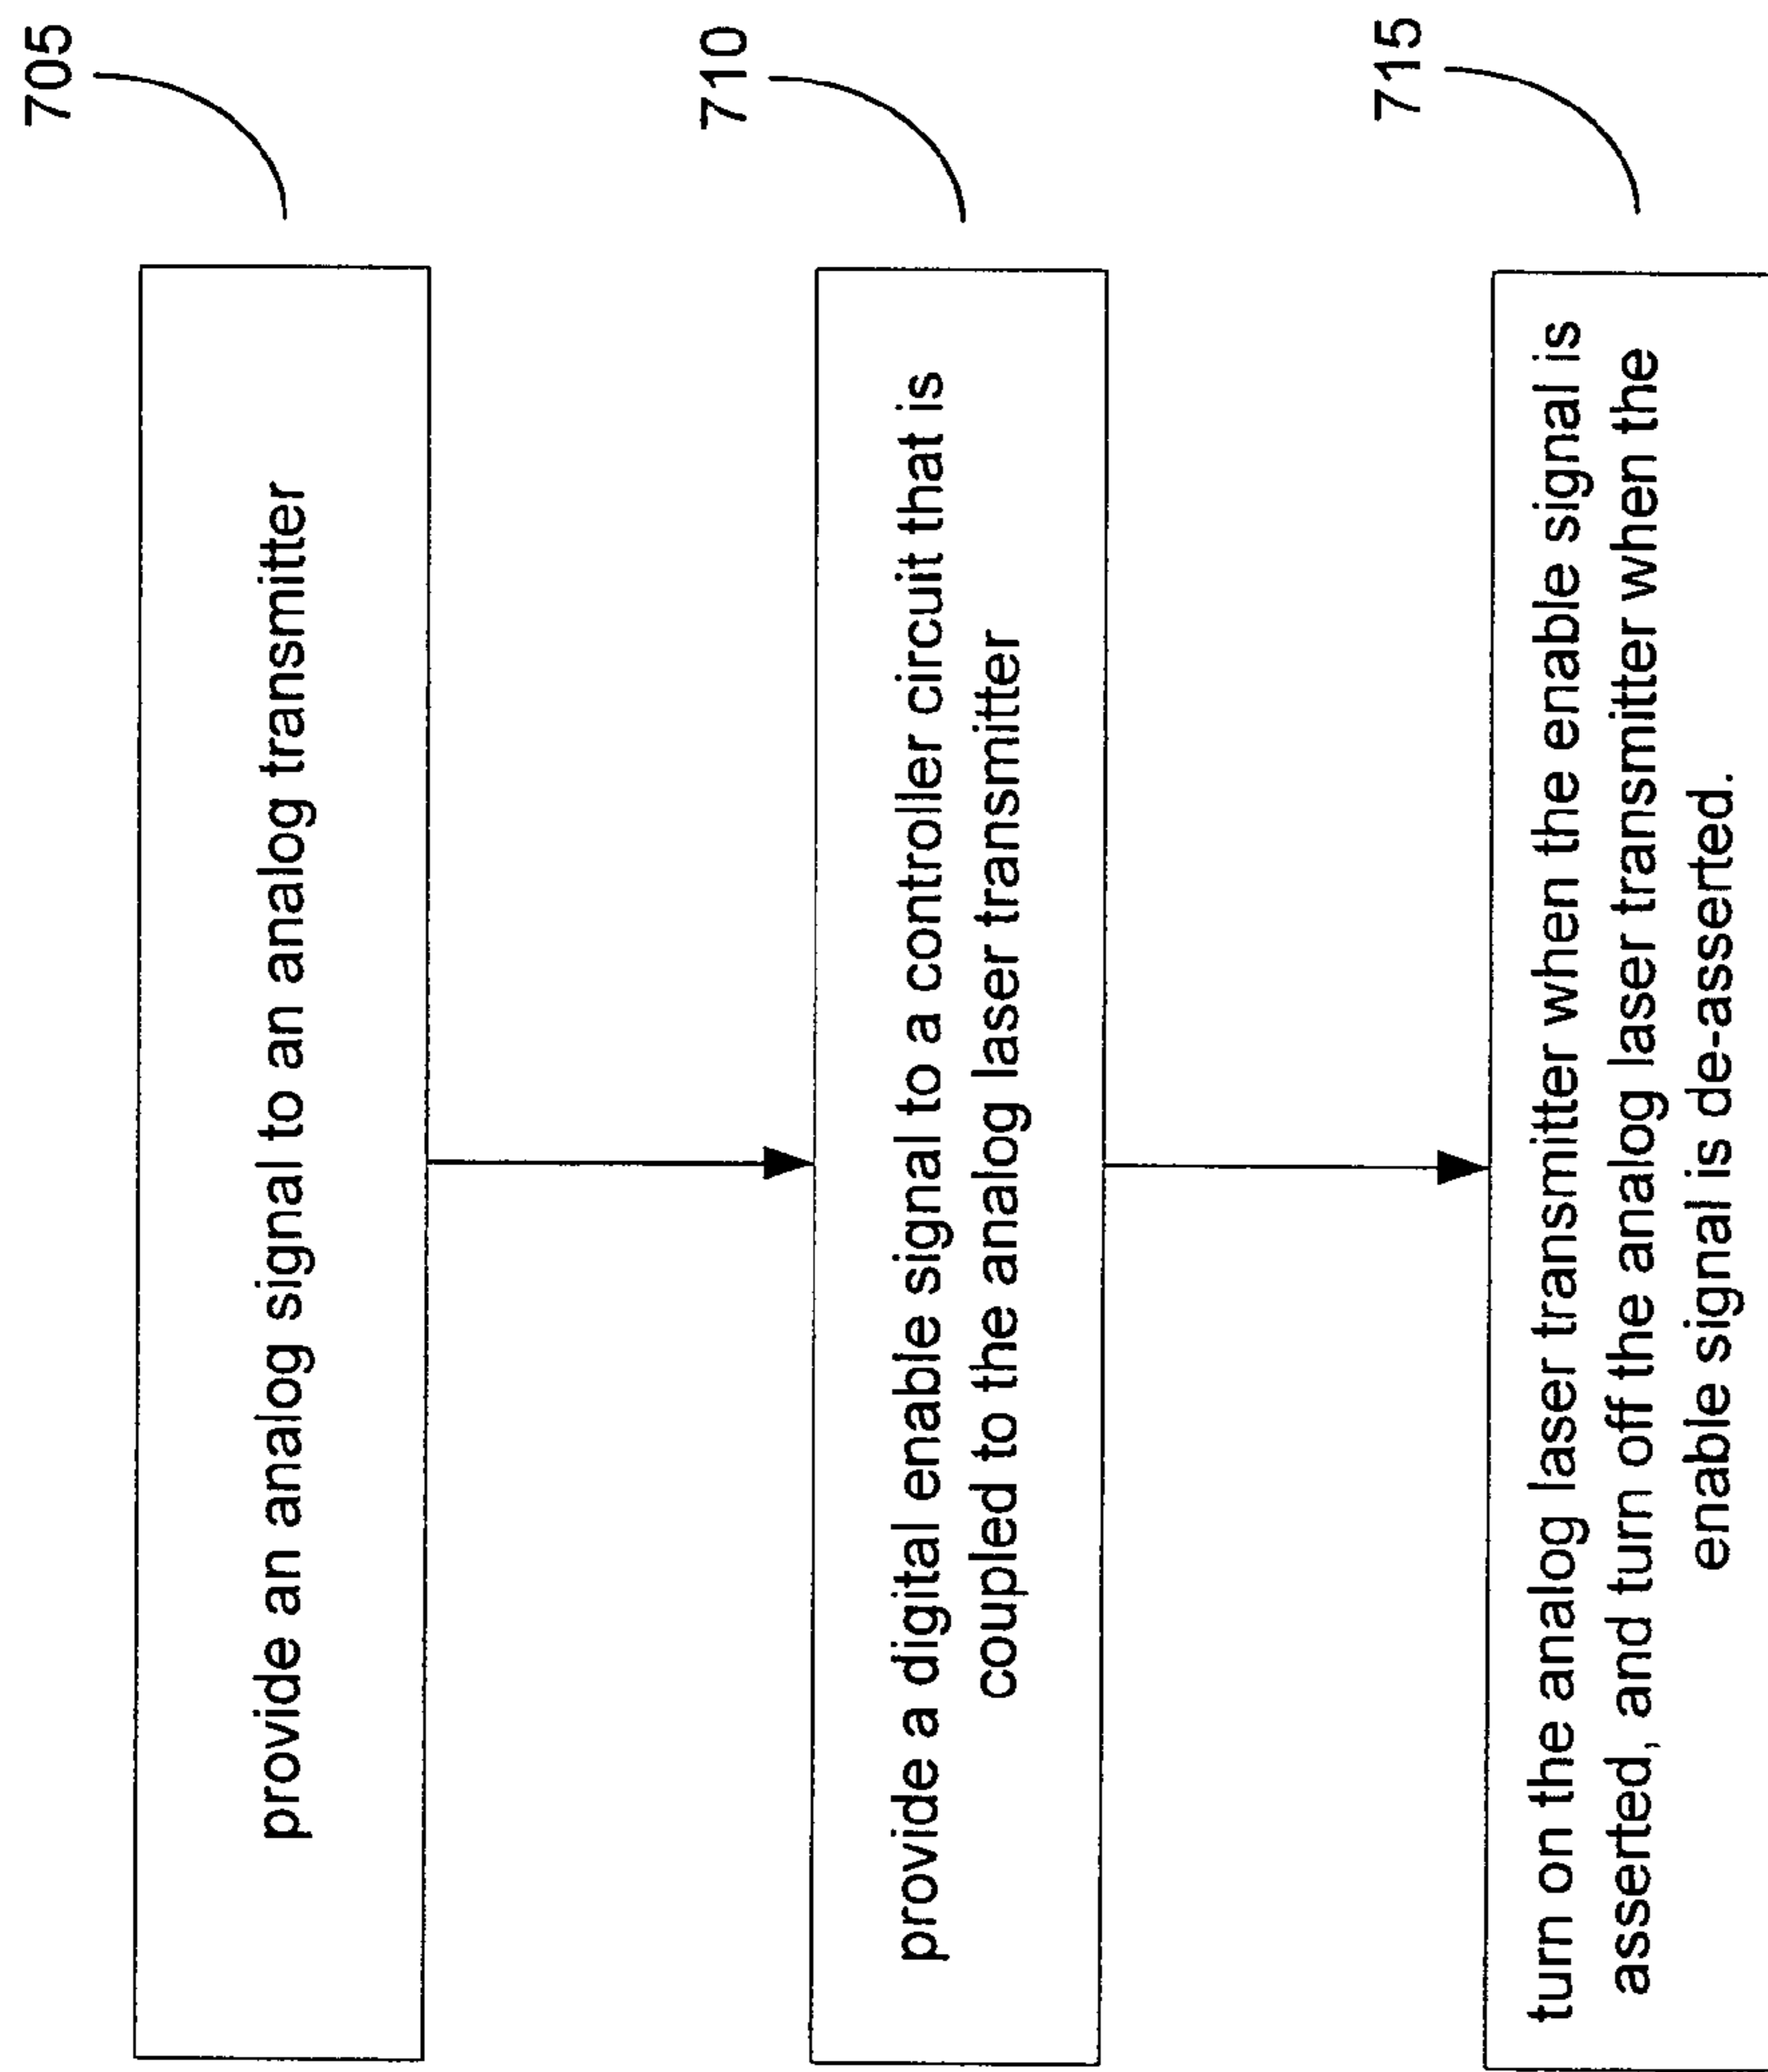 705
provide an analog signal to an analog transmitter
710
provide a digital enable signal to a controller circuit that is
coupled to the analog laser transmitter
715
turn on the analog laser transmitter when the enable signal is
asserted, and turn off the analog laser transmitter when the
enable signal is de-asserted.